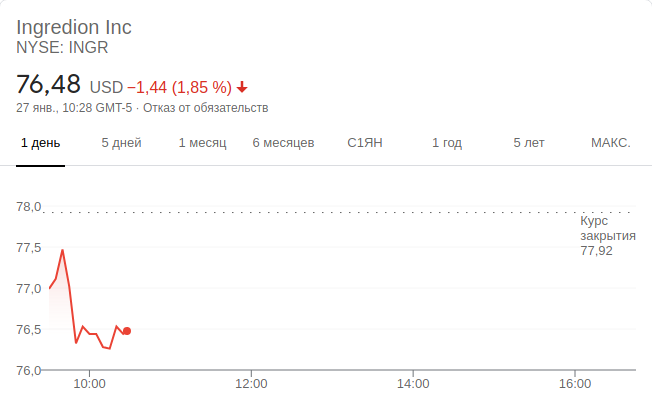 Ingredion Inc
NYSE: INGR
76,48 USD −1,44 (1,85 %)
27 янв., 10:28 GMT-5 · Отказ от обязательств
1 день 5 дней 1 месяц 6 месяцев С1ЯН 1 год 5 лет МАКС.
78,0
Курс
закрытия
77,92
77,5
77,0
76,5
76,0
10:00 12:00 14:00 16:00